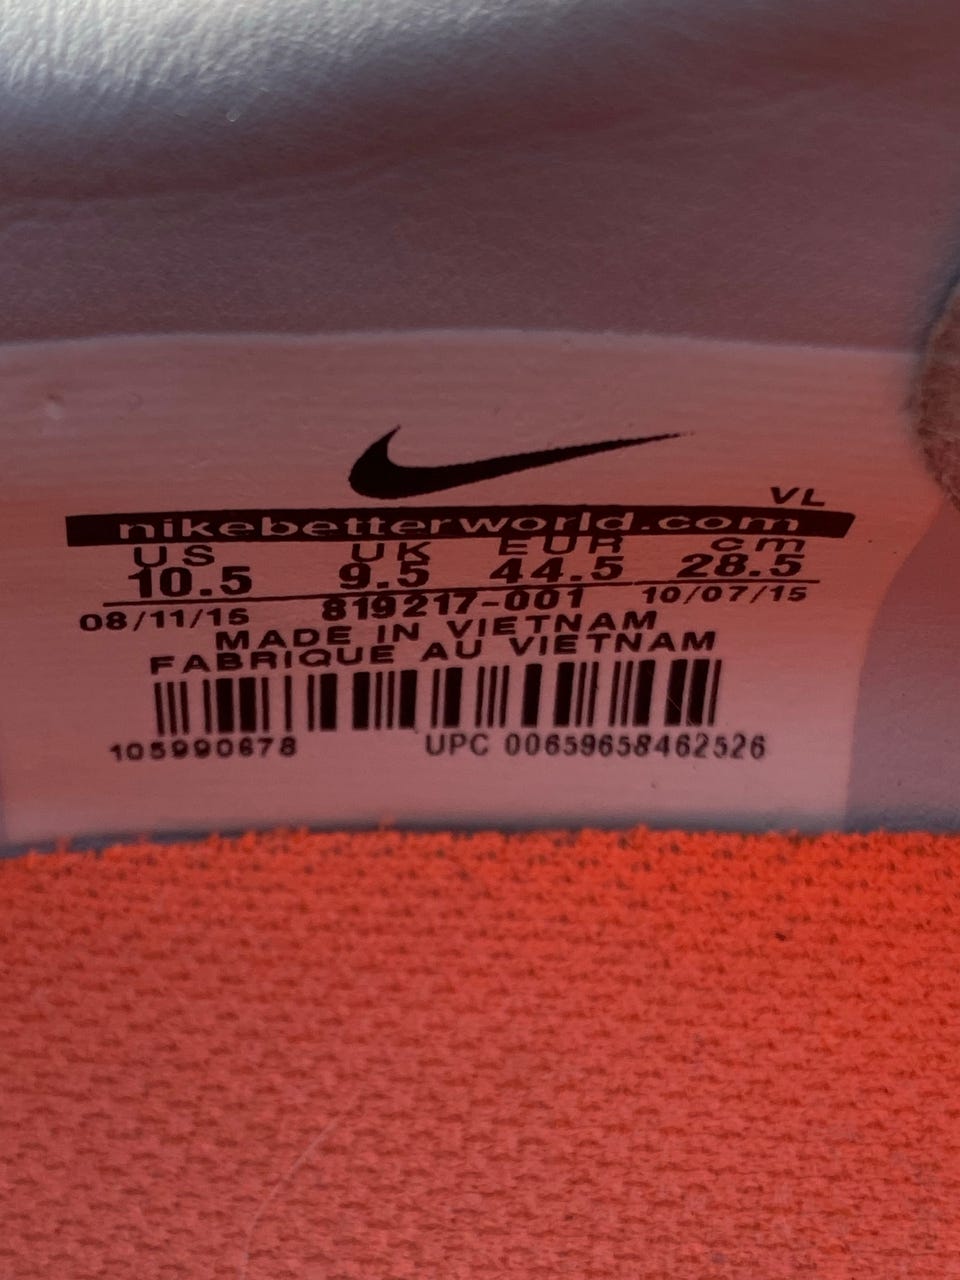 VL
nikebetterworld.com
US UK EUR cm
10.5 9.5 44.5 28.5
08/11/15 819217-001 10/07/15
MADE IN VIETNAM
FABRIQUE AU VIETNAM
105990678 UPC 00659658462526